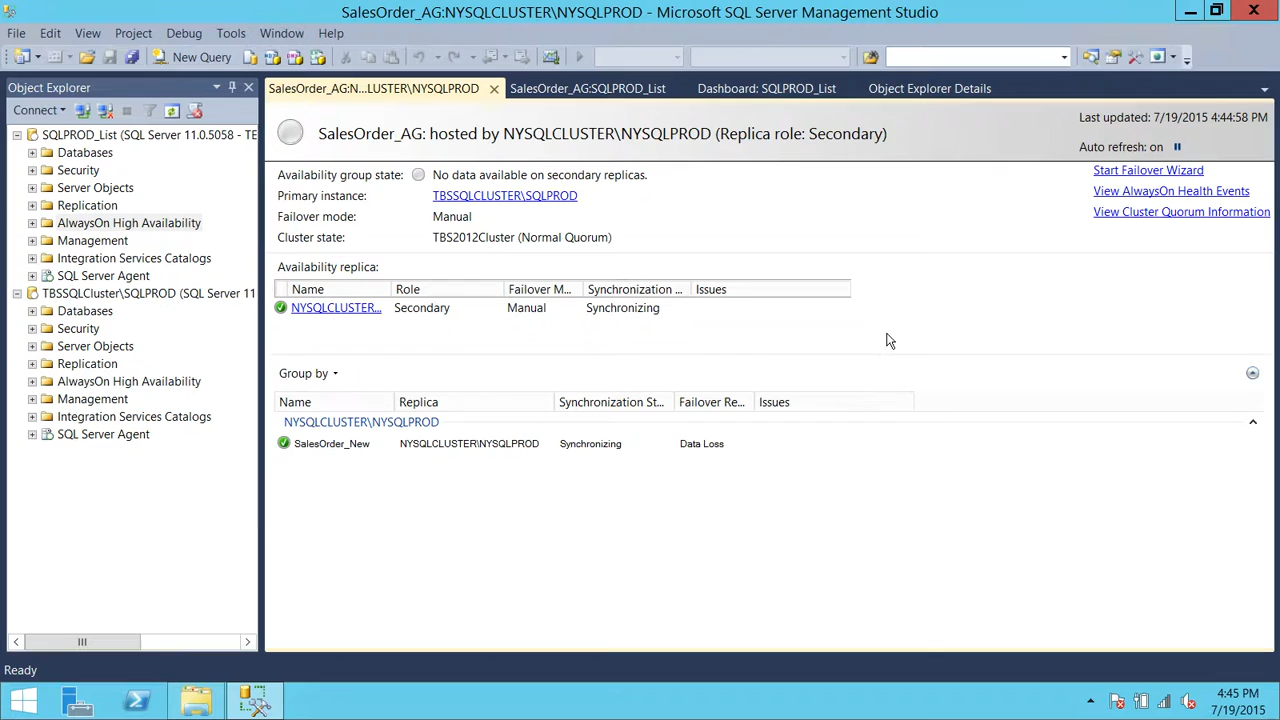 SalesOrder_AG:NYSQLCLUSTER\NYSQLPROD - Microsoft SQL Server Management Studio
File Edit View Project Debug Tools Window Help
New Query
Object Explorer
SalesOrder_AG:N...LUSTER\NYSQLPROD SalesOrder_AG:SQLPROD_List Dashboard: SQLPROD_List Object Explorer Details
Connect
SQLPROD_List (SQL Server 11.0.5058 - TE
Databases
Security
Server Objects
Replication
AlwaysOn High Availability
Management
Integration Services Catalogs
SQL Server Agent
TBSSQLCluster\SQLPROD (SQL Server 11
Databases
Security
Server Objects
Replication
AlwaysOn High Availability
Management
Integration Services Catalogs
SQL Server Agent
SalesOrder_AG: hosted by NYSQLCLUSTER\NYSQLPROD (Replica role: Secondary)
Last updated: 7/19/2015 4:44:58 PM
Auto refresh: on
Availability group state: No data available on secondary replicas.
Primary instance: TBSSQLCLUSTER\SQLPROD
Failover mode: Manual
Cluster state: TBS2012Cluster (Normal Quorum)
Start Failover Wizard
View AlwaysOn Health Events
View Cluster Quorum Information
Availability replica:
Name Role Failover M... Synchronization ... Issues
NYSQLCLUSTER... Secondary Manual Synchronizing
Group by
Name Replica Synchronization St... Failover Re... Issues
NYSQLCLUSTER\NYSQLPROD
SalesOrder_New NYSQLCLUSTER\NYSQLPROD Synchronizing Data Loss
Ready
4:45 PM
7/19/2015